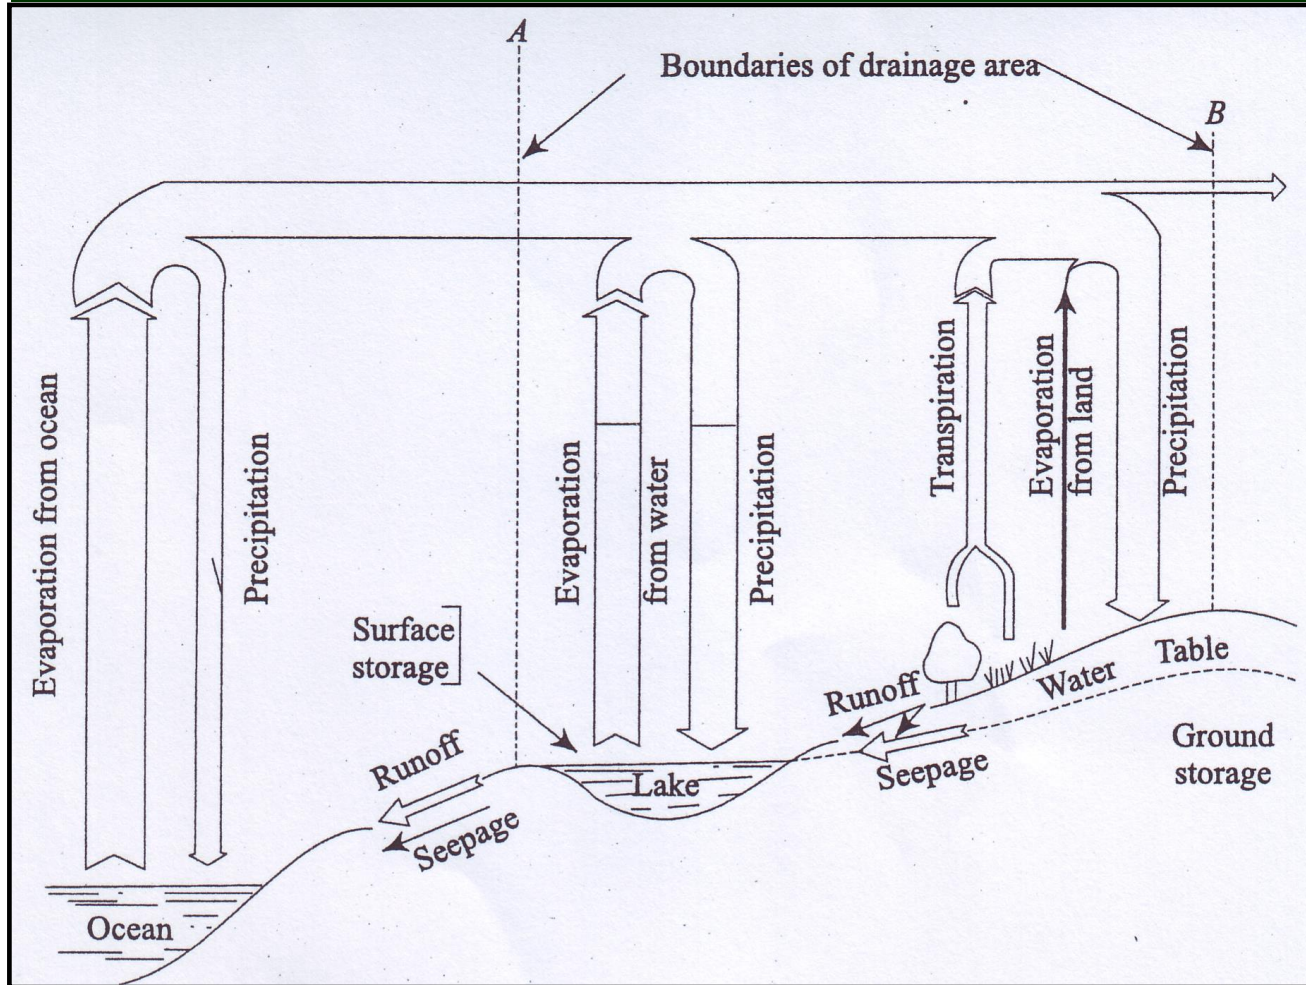 A
Boundaries of drainage area
B
Evaporation from ocean
Precipitation
Evaporation
from water
Precipitation
Transpiration
Evaporation
from land
Precipitation
Surface
storage
Runoff
Seepage
Lake
Runoff
Seepage
Water Table
Ground
storage
Ocean